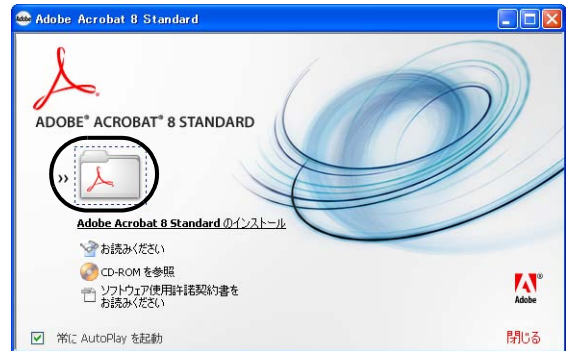 Adobe Acrobat 8 Standard
ADOBE® ACROBAT® 8 STANDARD
»
Adobe Acrobat 8 Standard のインストール
お読みください
CD-ROM を参照
ソフトウェア使用許諾契約書を
お読みください
Adobe
常に AutoPlay を起動
閉じる